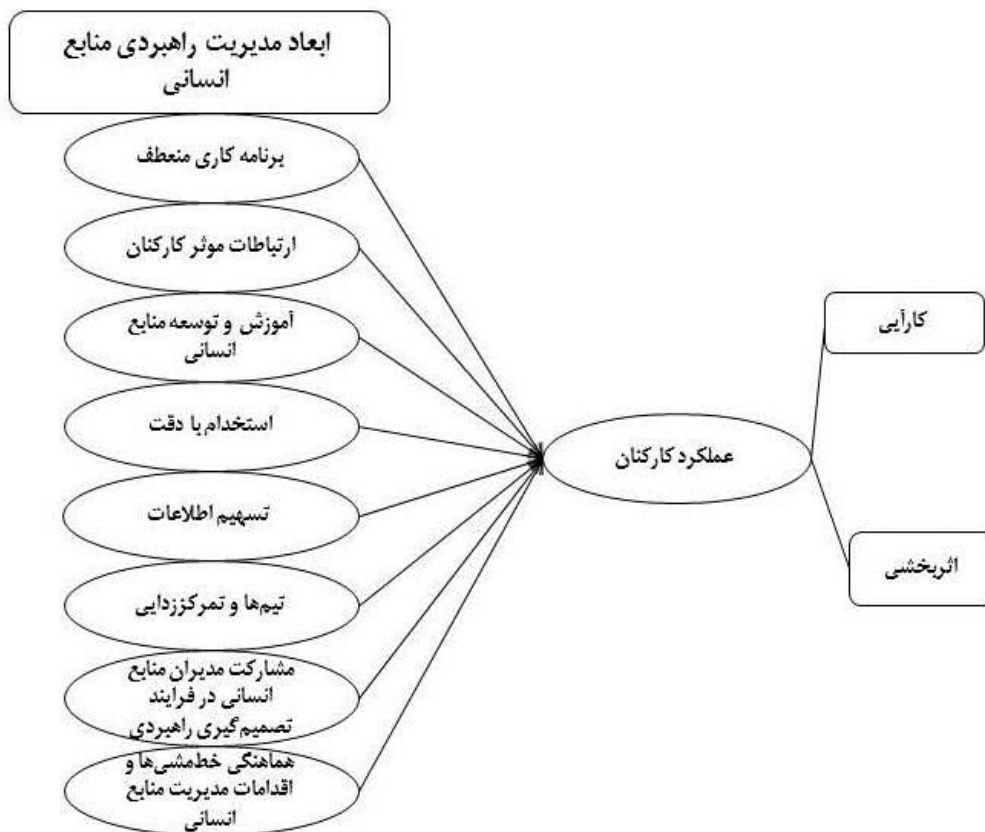 ابعاد مدیریت راهبردی منابع
انسانی
برنامه کاری منعطف
ارتباطات موثر کارکنان
آموزش و توسعه منابع
انسانی
استخدام با دقت
تسهیم اطلاعات
تیم‌ها و تمرکززدایی
مشارکت مدیران منابع
انسانی در فرایند
تصمیم‌گیری راهبردی
هماهنگی خط‌مشی‌ها و
اقدامات مدیریت منابع
انسانی
عملکرد کارکنان
کارآیی
اثربخشی